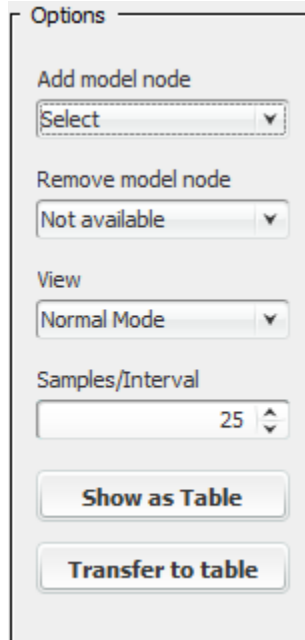 Options
Add model node
Select
Remove model node
Not available
View
Normal Mode
Samples/Interval
25
Show as Table
Transfer to table